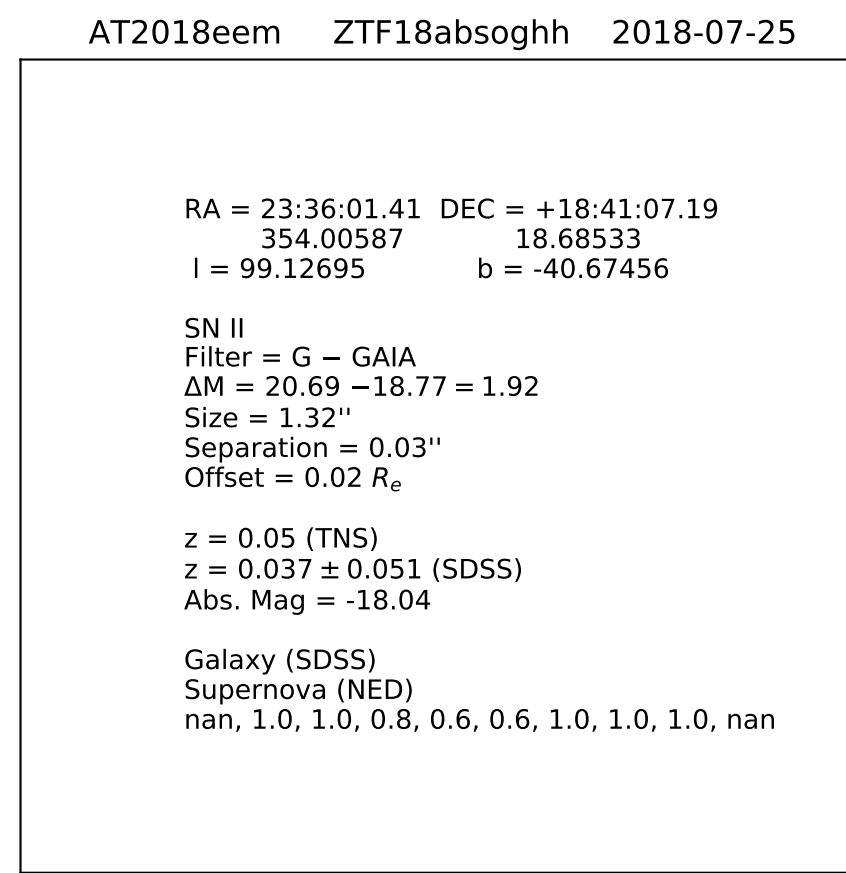 AT2018eem ZTF18absoghh 2018-07-25
RA = 23:36:01.41 DEC = +18:41:07.19
354.00587 18.68533
l = 99.12695 b = -40.67456
SN II
Filter = G − GAIA
ΔM = 20.69 −18.77 = 1.92
Size = 1.32''
Separation = 0.03''
Offset = 0.02 Re
z = 0.05 (TNS)
z = 0.037 ± 0.051 (SDSS)
Abs. Mag = -18.04
Galaxy (SDSS)
Supernova (NED)
nan, 1.0, 1.0, 0.8, 0.6, 0.6, 1.0, 1.0, 1.0, nan